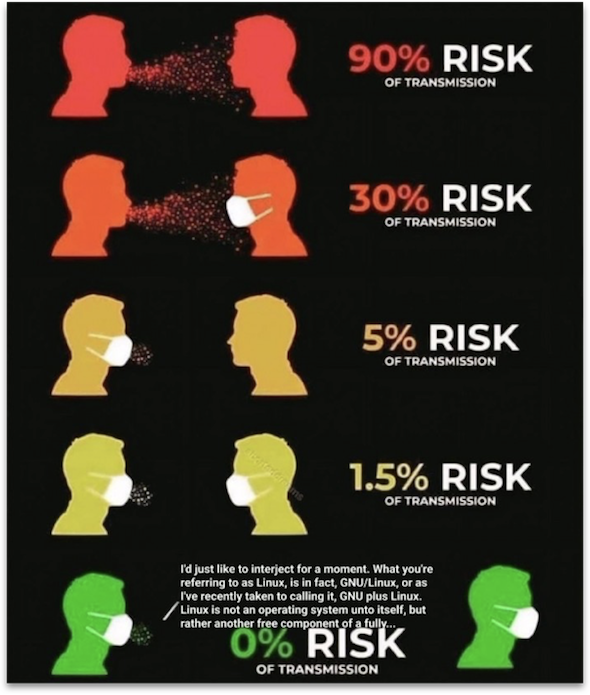 90% RISK
OF TRANSMISSION
30% RISK
OF TRANSMISSION
5% RISK
OF TRANSMISSION
1.5% RISK
OF TRANSMISSION
I'd just like to interject for a moment. What you're
referring to as Linux, is in fact, GNU/Linux, or as
I've recently taken to calling it, GNU plus Linux.
Linux is not an operating system unto itself, but
rather another free component of a fully...
0% RISK
OF TRANSMISSION